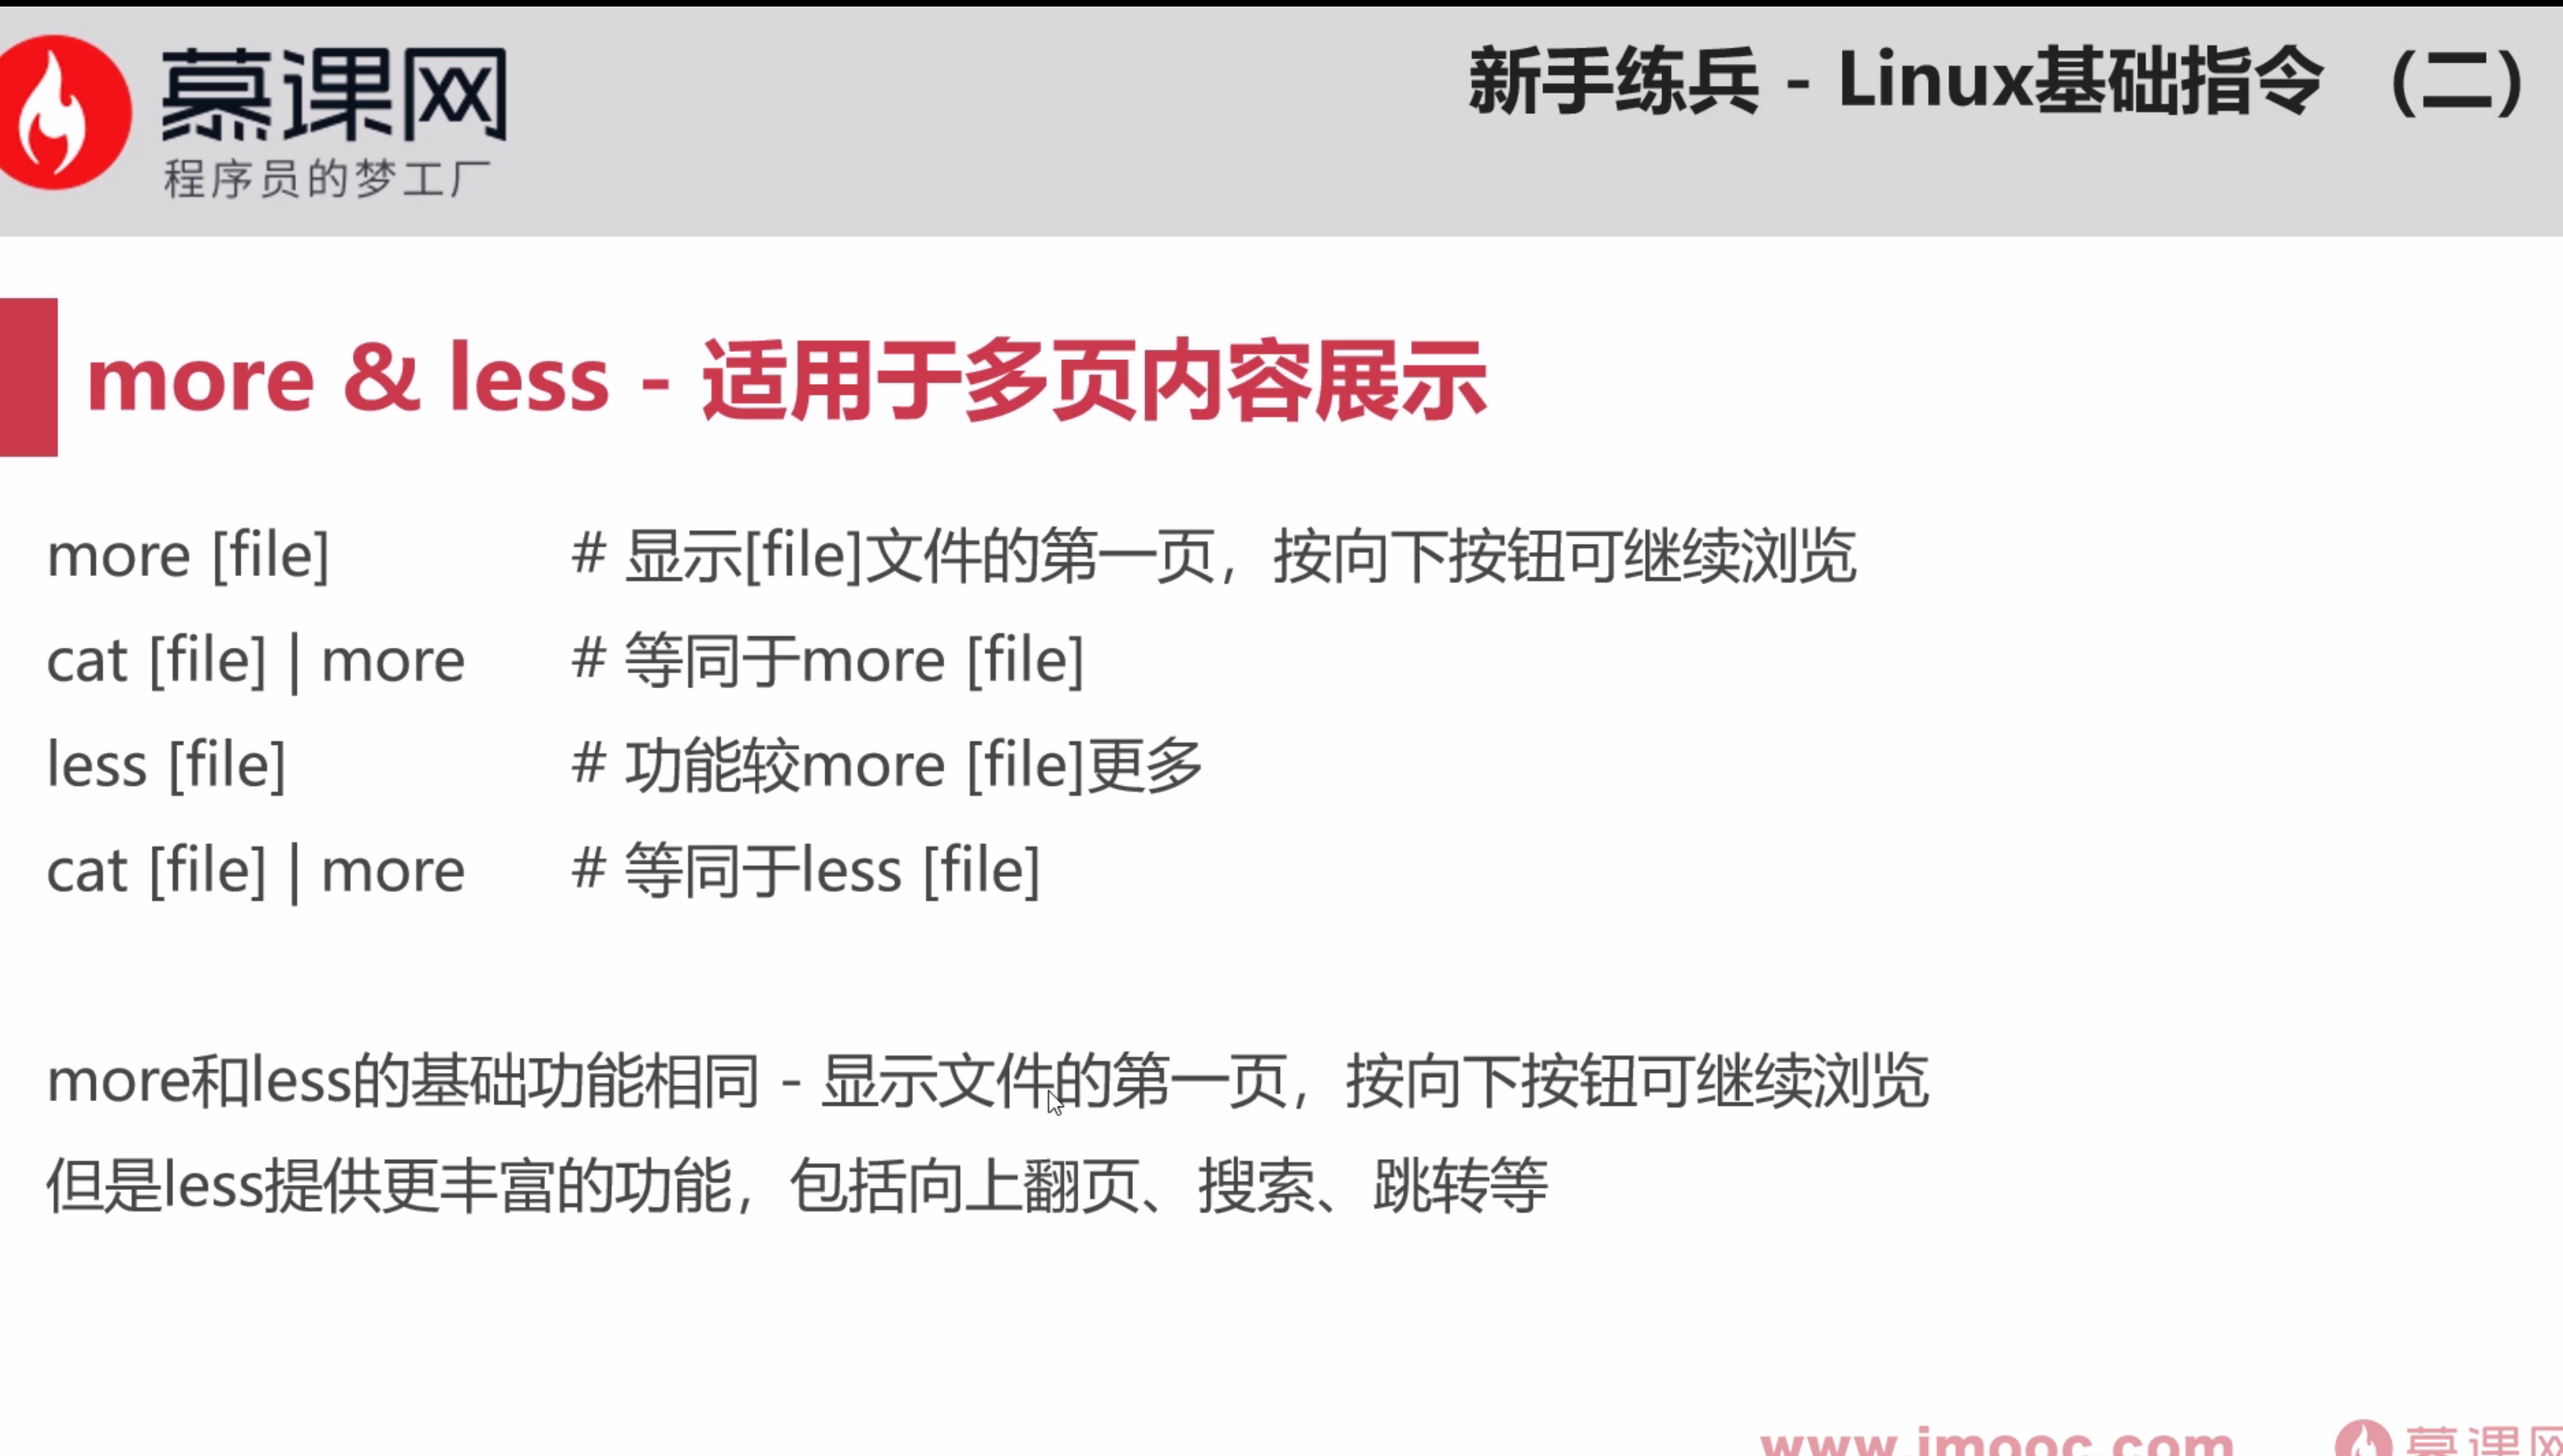 慕课网
程序员的梦工厂
新手练兵 - Linux基础指令 （二）
more & less - 适用于多页内容展示
more [file] # 显示[file]文件的第一页，按向下按钮可继续浏览
cat [file] | more # 等同于more [file]
less [file] # 功能较more [file]更多
cat [file] | more # 等同于less [file]
more和less的基础功能相同 - 显示文件的第一页，按向下按钮可继续浏览
但是less提供更丰富的功能，包括向上翻页、搜索、跳转等
www.imooc.com 慕课网